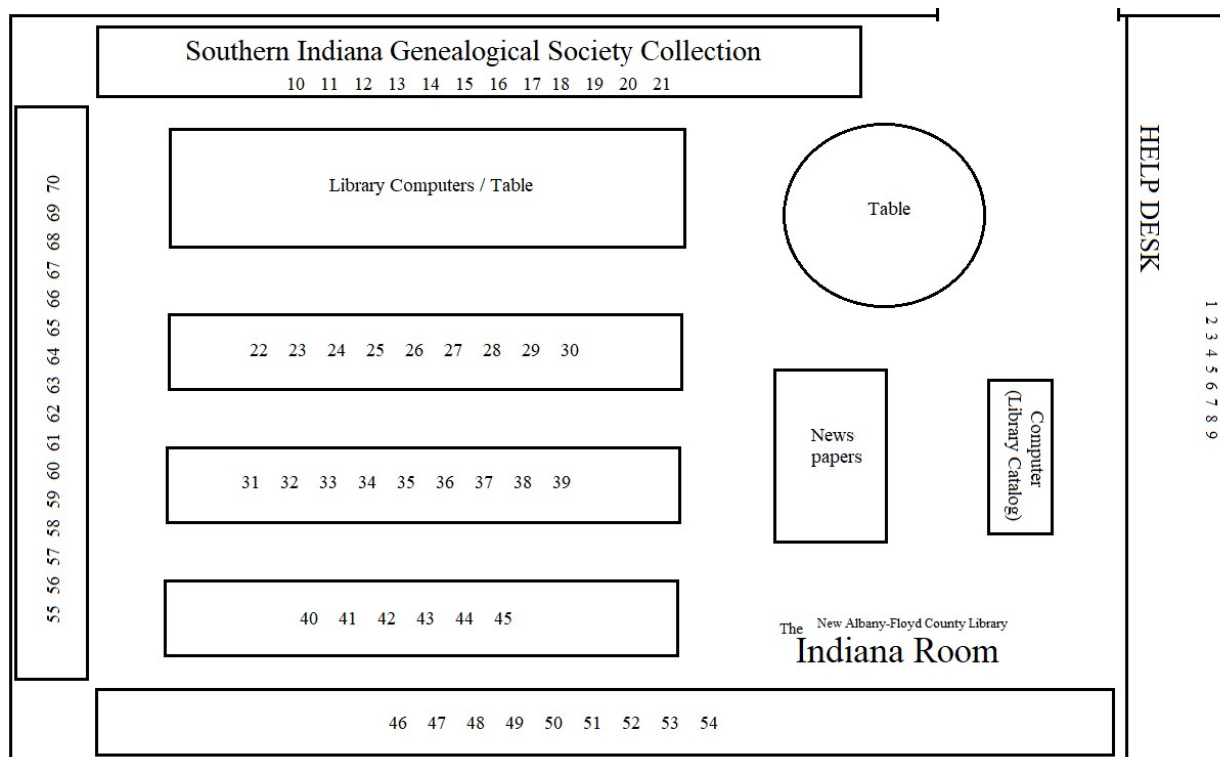 Southern Indiana Genealogical Society Collection
10 11 12 13 14 15 16 17 18 19 20 21
Library Computers / Table
Table
HELP DESK
1 2 3 4 5 6 7 8 9
55 56 57 58 59 60 61 62 63 64 65 66 67 68 69 70
22 23 24 25 26 27 28 29 30
31 32 33 34 35 36 37 38 39
40 41 42 43 44 45
News
papers
Computer
(Library Catalog)
The New Albany-Floyd County Library
Indiana Room
46 47 48 49 50 51 52 53 54